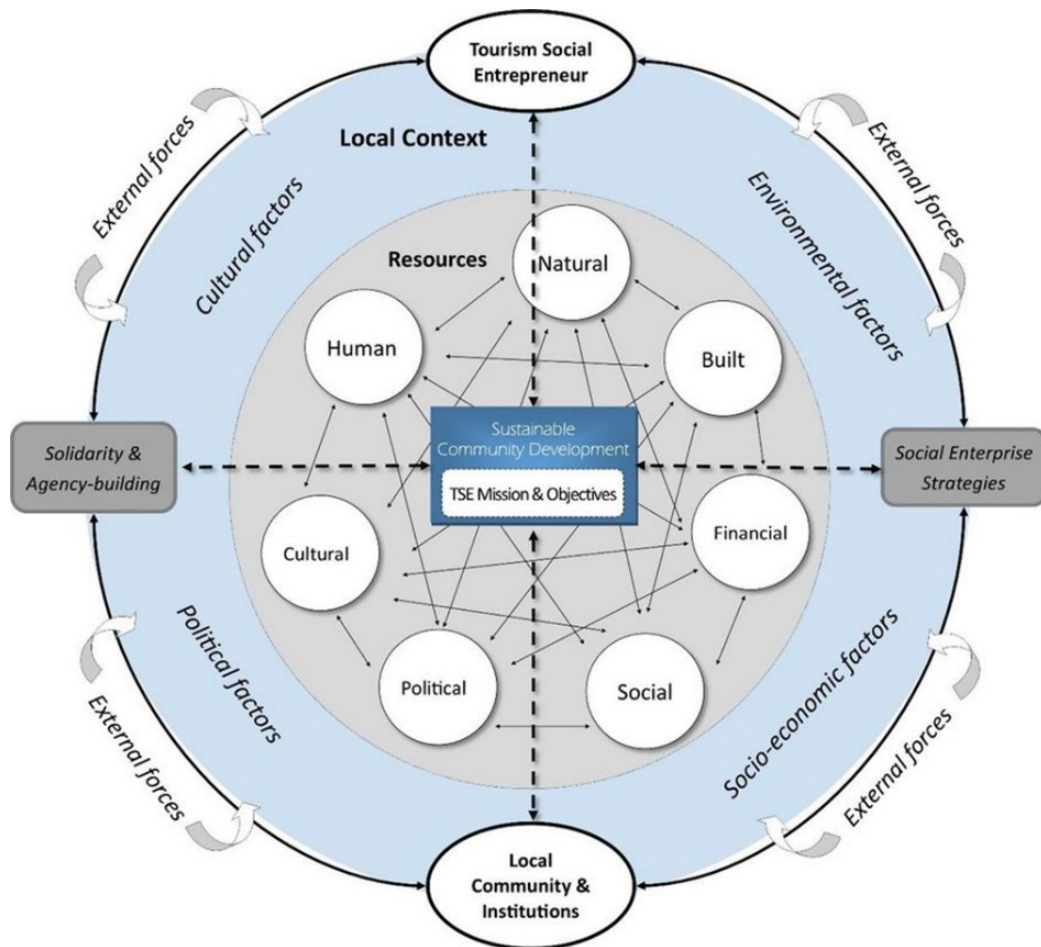 Tourism Social
Entrepreneur
External forces
External forces
Local Context
Cultural factors
Environmental factors
Resources
Natural
Human
Built
Solidarity &
Agency-building
Sustainable
Community Development
TSE Mission & Objectives
Social Enterprise
Strategies
Cultural
Financial
Political
Social
Political factors
Socio-economic factors
External forces
External forces
Local
Community &
Institutions